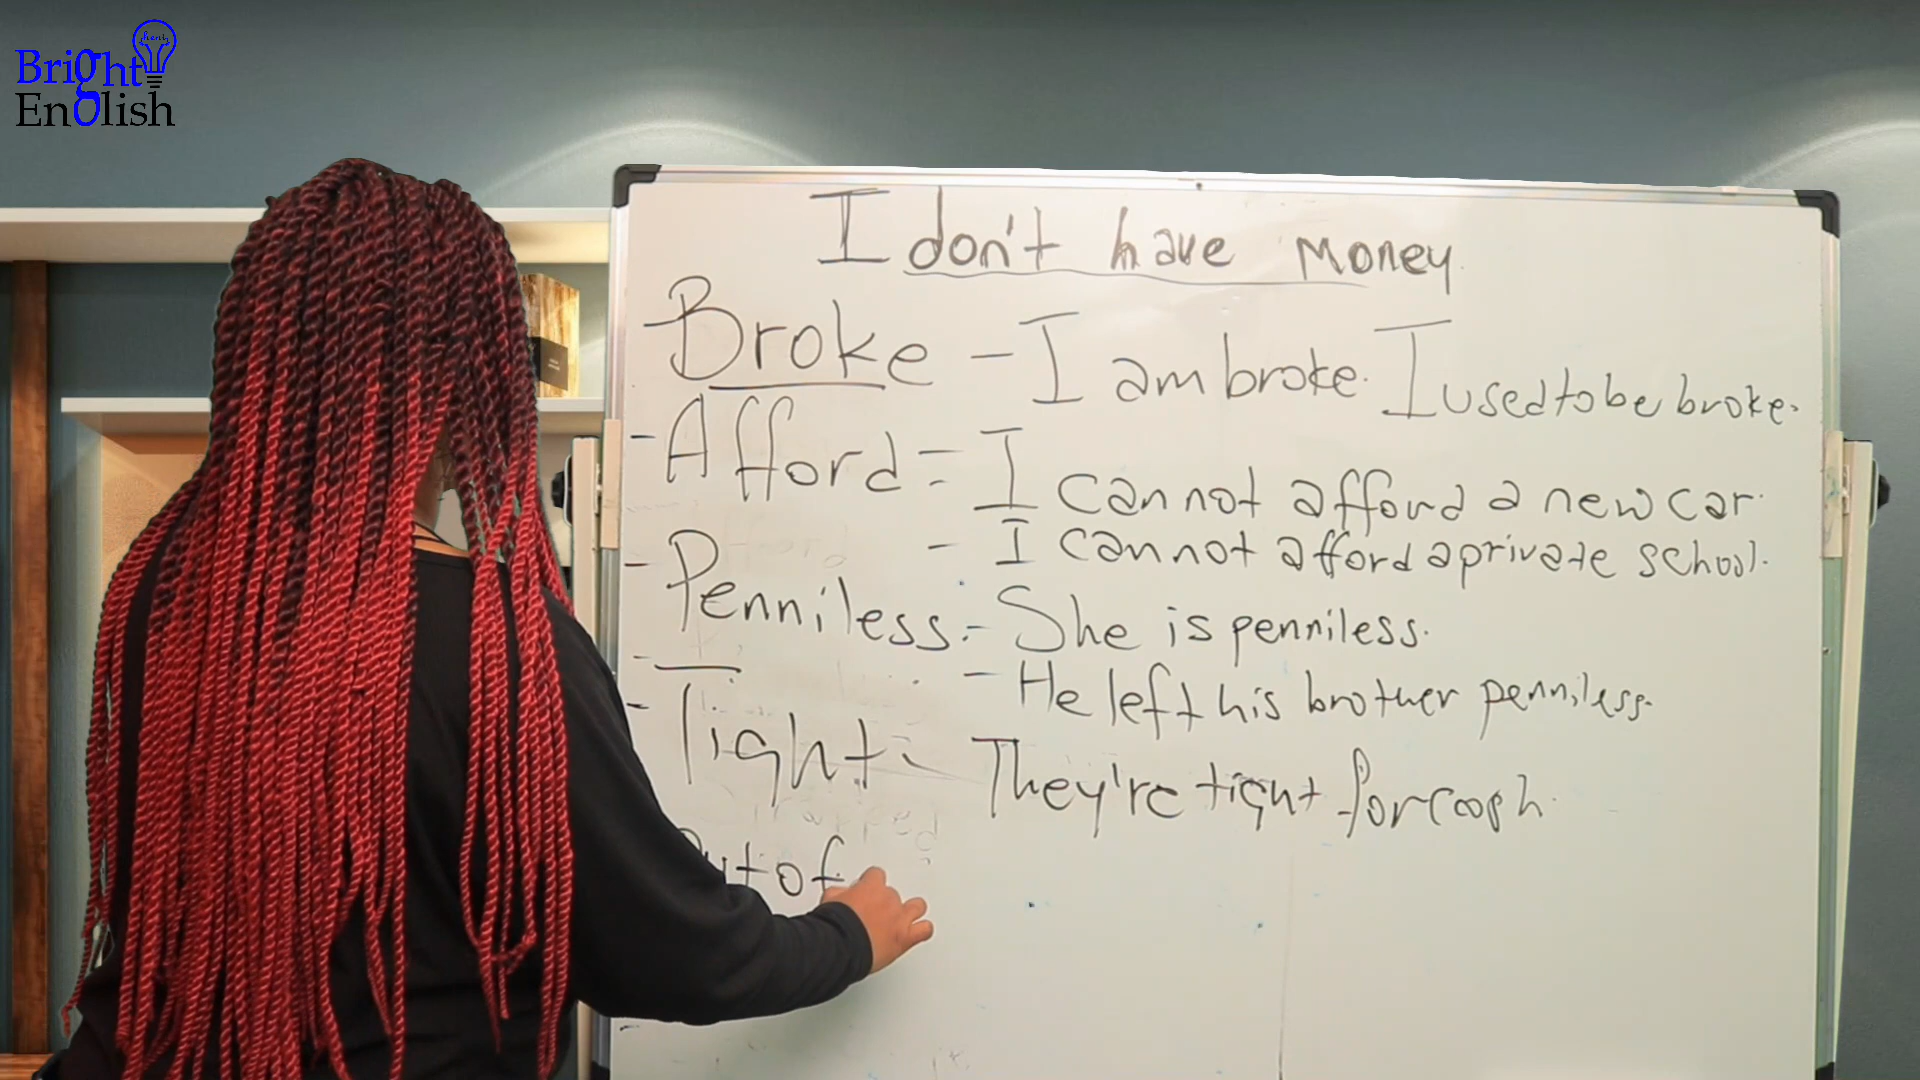 Bright
English
I don't have money.
- Broke - I am broke. I used to be broke.
- Afford = I cannot afford a new car.
- I cannot afford a private school.
- Penniless. - She is penniless.
- He left his brother penniless.
- Tight - They're tight for cash.
Out of